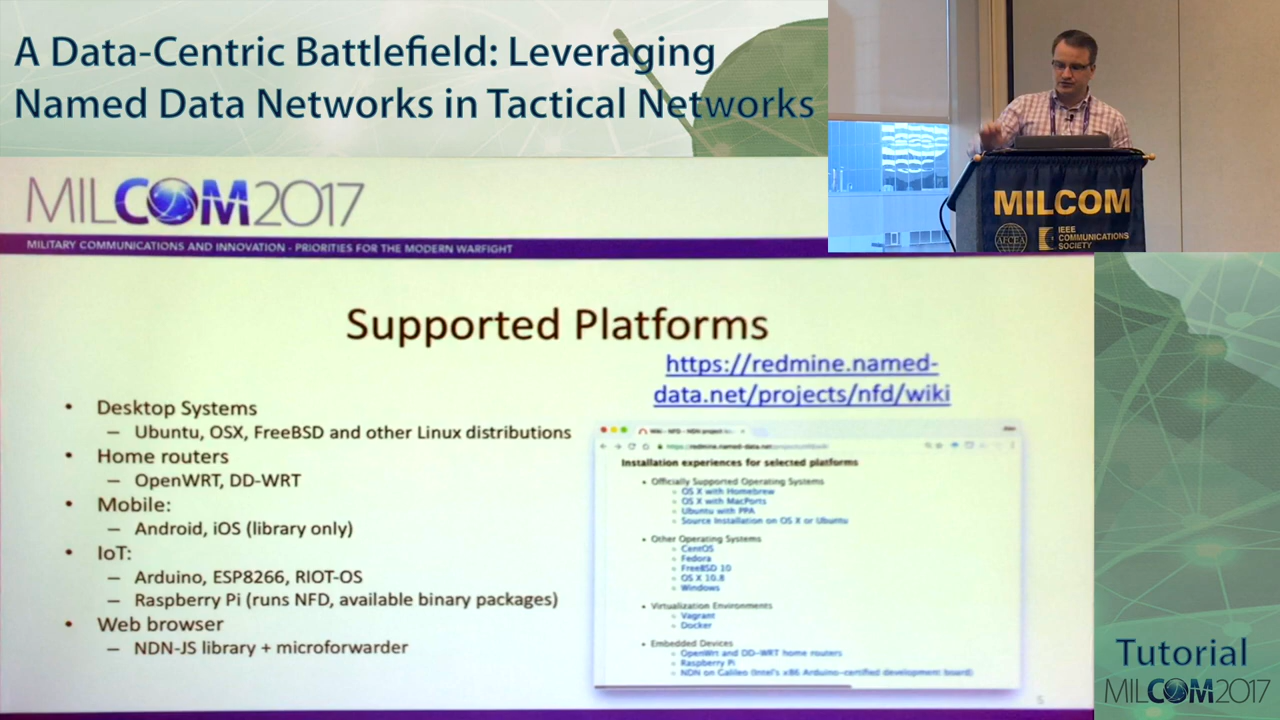 A Data-Centric Battlefield: Leveraging
Named Data Networks in Tactical Networks
MILCOM2017
MILITARY COMMUNICATIONS AND INNOVATION - PRIORITIES FOR THE MODERN WARFIGHT
MILCOM
AFCEA
IEEE
COMMUNICATIONS
SOCIETY
Supported Platforms
https://redmine.named-
data.net/projects/nfd/wiki
• Desktop Systems
– Ubuntu, OSX, FreeBSD and other Linux distributions
• Home routers
– OpenWRT, DD-WRT
• Mobile:
– Android, iOS (library only)
• IoT:
– Arduino, ESP8266, RIOT-OS
– Raspberry Pi (runs NFD, available binary packages)
• Web browser
– NDN-JS library + microforwarder
Installation experiences for selected platforms
• Officially Supported Operating Systems
OS X with Homebrew
OS X with MacPorts
Ubuntu with PPA
Source Installation on OS X or Ubuntu
• Other Operating Systems
CentOS
Fedora
FreeBSD 10
OS X 10.8
Windows
• Virtualization Environments
Vagrant
Docker
• Embedded Devices
OpenWrt and DD-WRT home routers
Raspberry Pi
NDN on Galileo (Intel's x86 Arduino-certified development board)
5
Tutorial
MILCOM2017